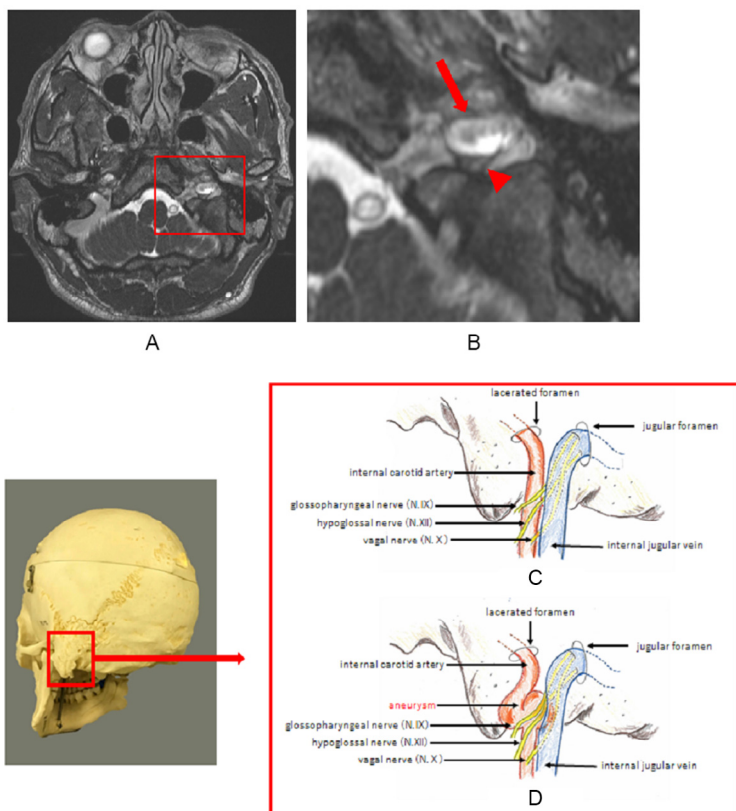 A
B
lacerated foramen
jugular foramen
internal carotid artery
glossopharyngeal nerve (N.IX)
hypoglossal nerve (N.XII)
vagal nerve (N.X)
internal jugular vein
C
lacerated foramen
jugular foramen
internal carotid artery
aneurysm
glossopharyngeal nerve (N.IX)
hypoglossal nerve (N.XII)
vagal nerve (N.X)
internal jugular vein
D